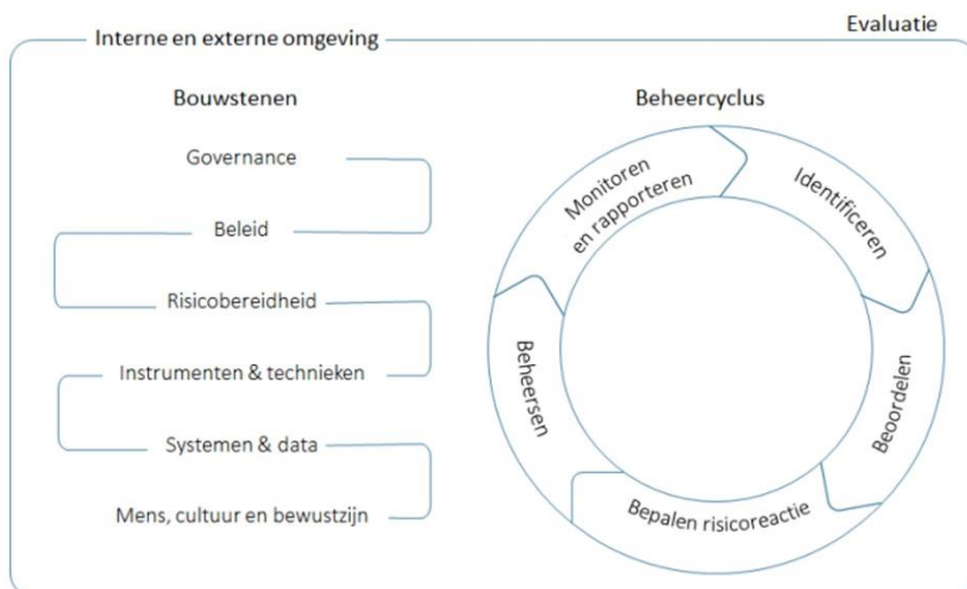 Evaluatie
Interne en externe omgeving
Bouwstenen
Governance
Beleid
Risicobereidheid
Instrumenten & technieken
Systemen & data
Mens, cultuur en bewustzijn
Beheercyclus
Identificeren
Beoordelen
Bepalen risicoreactie
Beheersen
Monitoren
en rapporteren